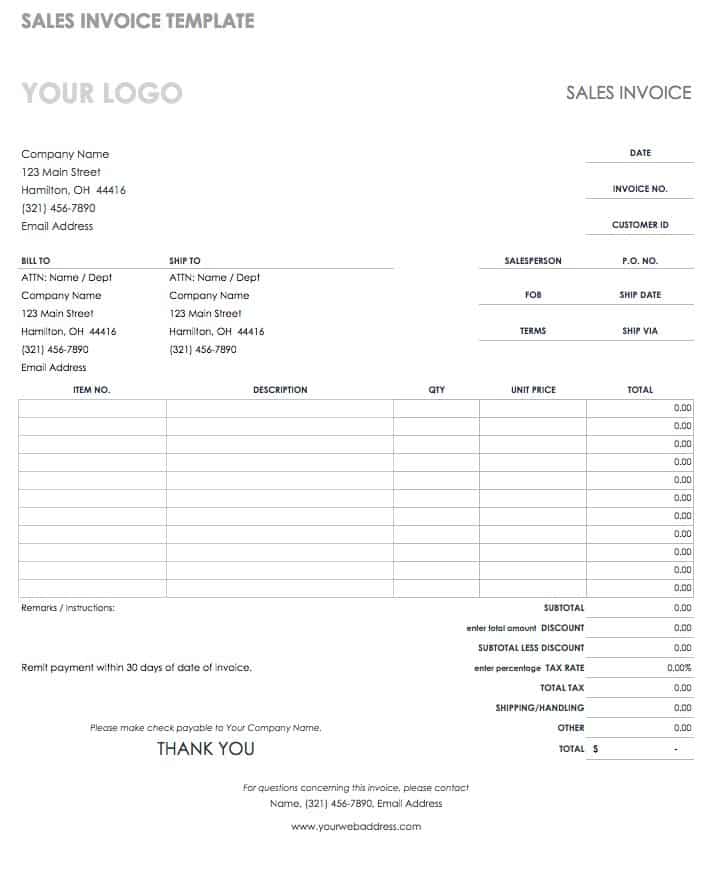 SALES INVOICE TEMPLATE
YOUR LOGO
SALES INVOICE
Company Name
123 Main Street
Hamilton, OH 44416
(321) 456-7890
Email Address
DATE
INVOICE NO.
CUSTOMER ID
BILL TO
ATTN: Name / Dept
Company Name
123 Main Street
Hamilton, OH 44416
(321) 456-7890
Email Address
SHIP TO
ATTN: Name / Dept
Company Name
123 Main Street
Hamilton, OH 44416
(321) 456-7890
SALESPERSON P.O. NO.
FOB SHIP DATE
TERMS SHIP VIA
ITEM NO. DESCRIPTION QTY UNIT PRICE TOTAL
0.00
0.00
0.00
0.00
0.00
0.00
0.00
0.00
0.00
0.00
0.00
Remarks / Instructions:
SUBTOTAL 0.00
enter total amount DISCOUNT 0.00
SUBTOTAL LESS DISCOUNT 0.00
Remit payment within 30 days of date of invoice.
enter percentage TAX RATE 0.00%
TOTAL TAX 0.00
SHIPPING/HANDLING 0.00
Please make check payable to Your Company Name.
OTHER 0.00
THANK YOU
TOTAL $ -
For questions concerning this invoice, please contact
Name, (321) 456-7890, Email Address
www.yourwebaddress.com